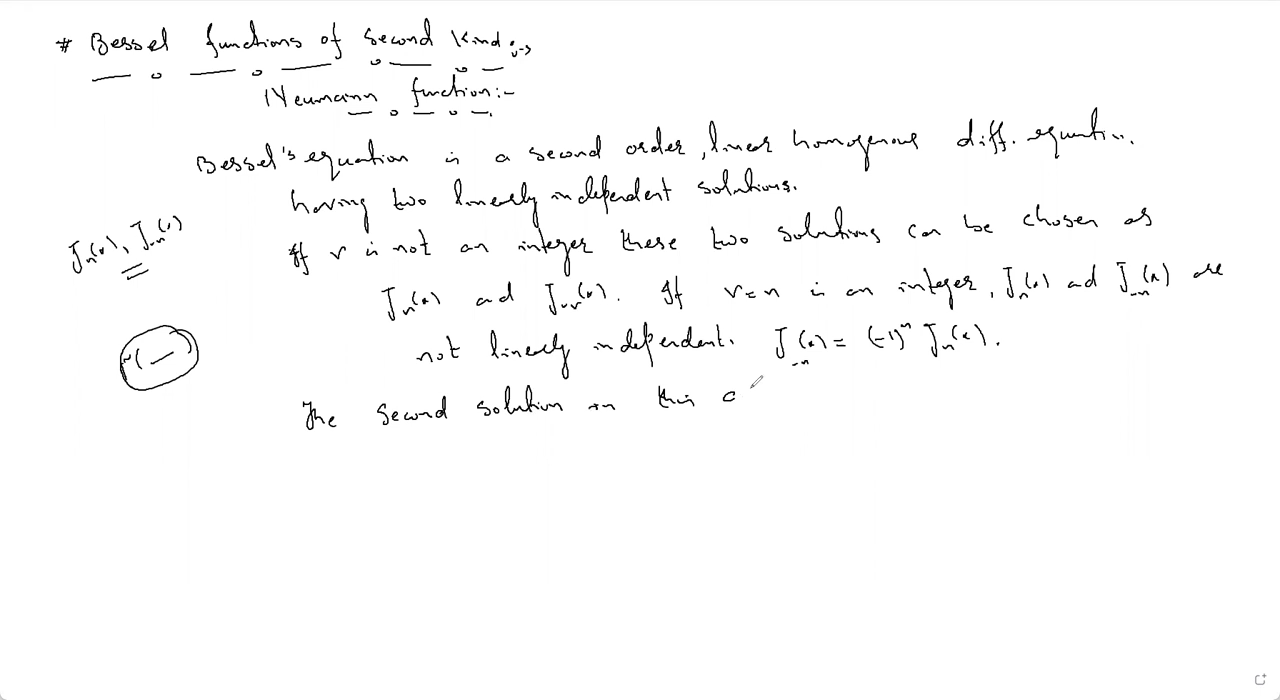 # Bessel functions of second kind :→
Neumann function:-
Bessel's equation is a second order, linear homogenous diff. equation.
having two linearly independent solutions.
J_n(x), J_{-n}(x)
If ν is not an integer these two solutions can be chosen as
J_ν(x) and J_{-ν}(x). If ν=n is an integer, J_n(x) ad J_{-n}(x) are
not linearly independent. J_{-n}(x) = (-1)^n J_n(x).
The second solution in this c